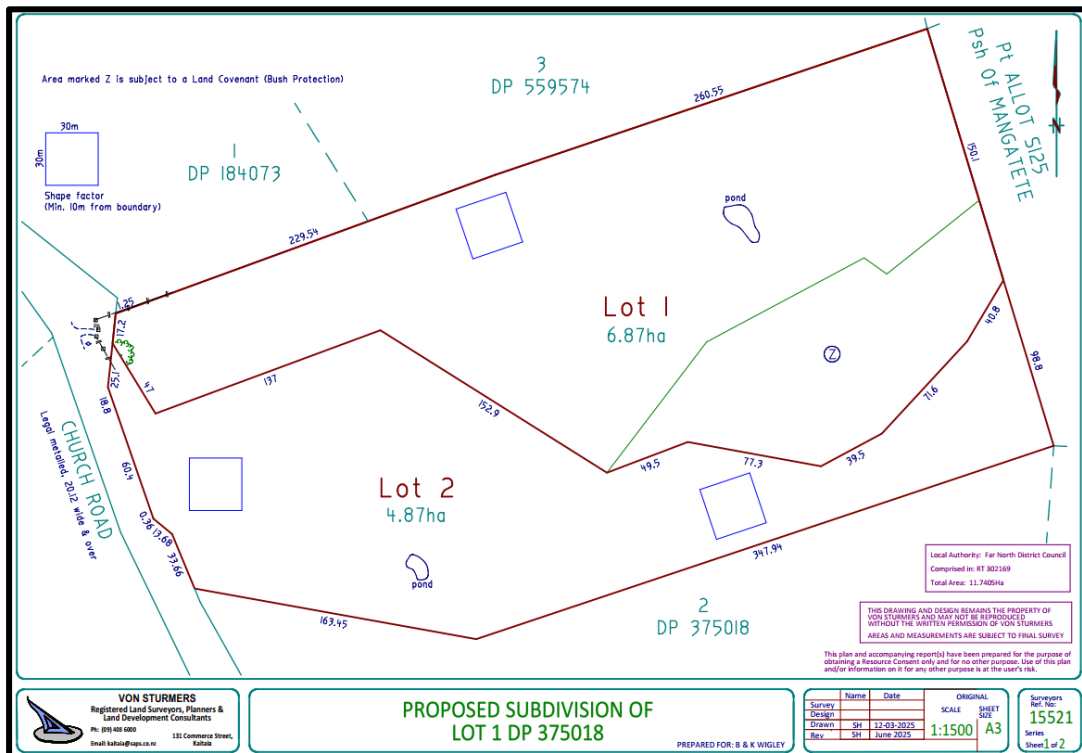 Area marked Z is subject to a Land Covenant (Bush Protection)
30m
30m
Shape factor
(Min. 10m from boundary)
1
DP 184073
3
DP 559574
Pt ALLOT S125
Psh Of MANGATETE
260.55
229.54
150.1
1.25
17.2
25.1
18.8
47
137
152.9
pond
Lot 1
6.87ha
Z
40.8
98.8
71.6
39.5
77.3
49.5
60.4
0.36
13.68
33.66
CHURCH ROAD
Legal metalled, 20.12 wide & over
Lot 2
4.87ha
pond
163.45
347.94
2
DP 375018
Local Authority: Far North District Council
Comprised in: RT 302169
Total Area: 11.7405Ha
THIS DRAWING AND DESIGN REMAINS THE PROPERTY OF
VON STURMERS AND MAY NOT BE REPRODUCED
WITHOUT THE WRITTEN PERMISSION OF VON STURMERS
AREAS AND MEASUREMENTS ARE SUBJECT TO FINAL SURVEY
This plan and accompanying report(s) have been prepared for the purpose of
obtaining a Resource Consent only and for no other purpose. Use of this plan
and/or information on it for any other purpose is at the user's risk.
VON STURMERS
Registered Land Surveyors, Planners &
Land Development Consultants
Ph: (09) 408 6000
131 Commerce Street,
Email: kaitaia@saps.co.nz
Kaitaia
PROPOSED SUBDIVISION OF
LOT 1 DP 375018
PREPARED FOR: B & K WIGLEY
Name Date
Survey
Design
Drawn SH 12-03-2025
Rev SH June 2025
ORIGINAL
SCALE SHEET SIZE
1:1500 A3
Surveyors
Ref. No:
15521
Series
Sheet 1 of 2